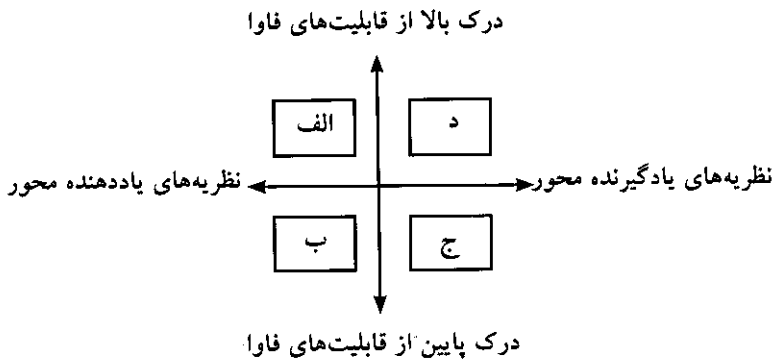 درک بالا از قابلیت‌های فاوا
د
الف
نظریه‌های یادگیرنده محور
نظریه‌های یاددهنده محور
ج
ب
درک پایین از قابلیت‌های فاوا